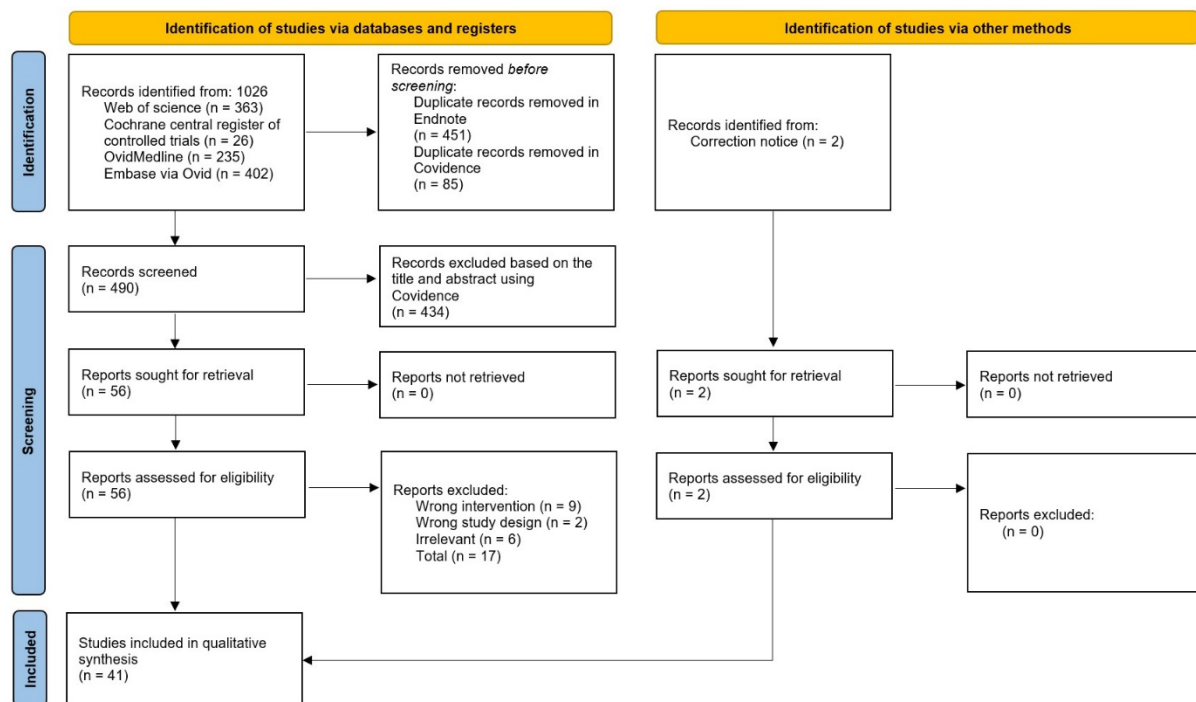 Identification of studies via databases and registers
Identification of studies via other methods
Identification
Records identified from: 1026
Web of science (n = 363)
Cochrane central register of
controlled trials (n = 26)
OvidMedline (n = 235)
Embase via Ovid (n = 402)
Records removed before
screening:
Duplicate records removed in
Endnote
(n = 451)
Duplicate records removed in
Covidence
(n = 85)
Records identified from:
Correction notice (n = 2)
Screening
Records screened
(n = 490)
Records excluded based on the
title and abstract using
Covidence
(n = 434)
Reports sought for retrieval
(n = 56)
Reports not retrieved
(n = 0)
Reports sought for retrieval
(n = 2)
Reports not retrieved
(n = 0)
Reports assessed for eligibility
(n = 56)
Reports excluded:
Wrong intervention (n = 9)
Wrong study design (n = 2)
Irrelevant (n = 6)
Total (n = 17)
Reports assessed for eligibility
(n = 2)
Reports excluded:
(n = 0)
Included
Studies included in qualitative
synthesis
(n = 41)